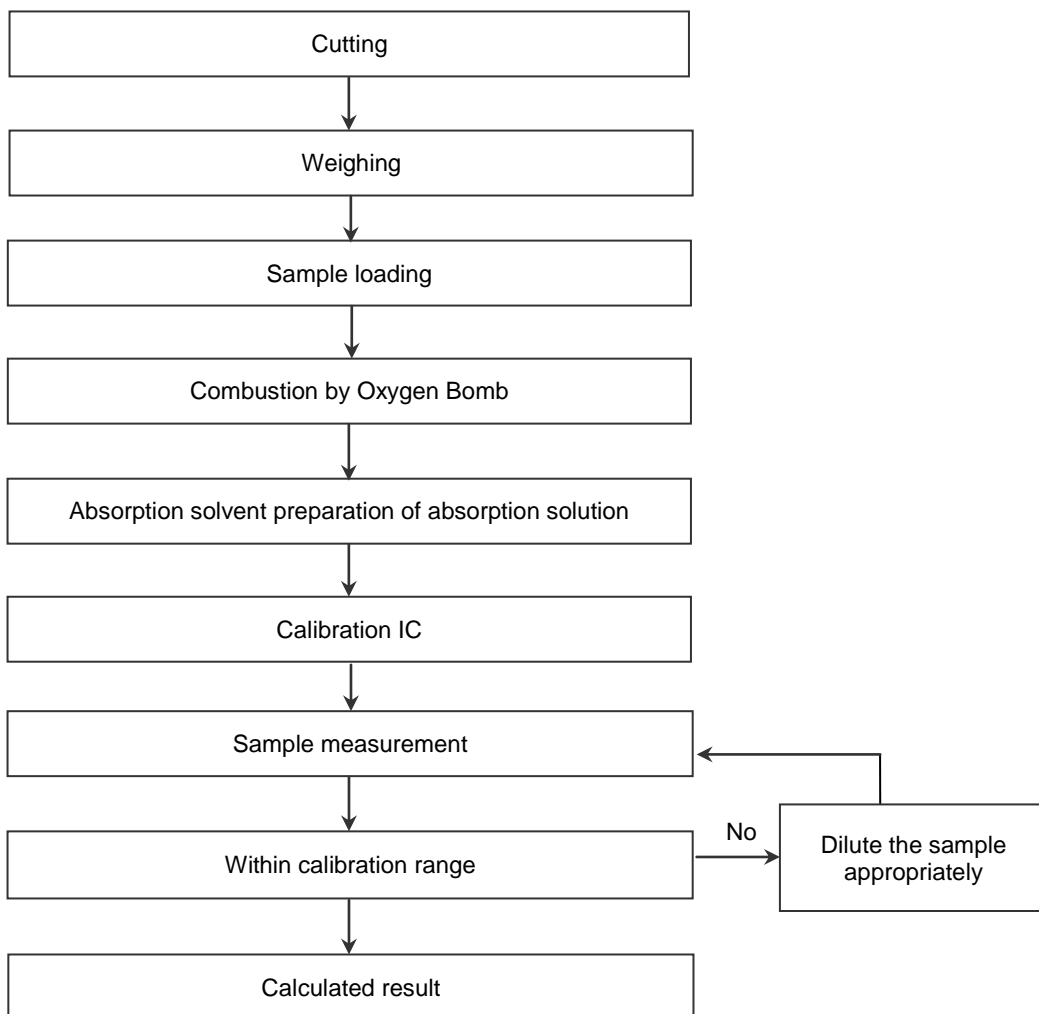 Cutting
Weighing
Sample loading
Combustion by Oxygen Bomb
Absorption solvent preparation of absorption solution
Calibration IC
Sample measurement
Within calibration range
No
Dilute the sample
appropriately
Calculated result